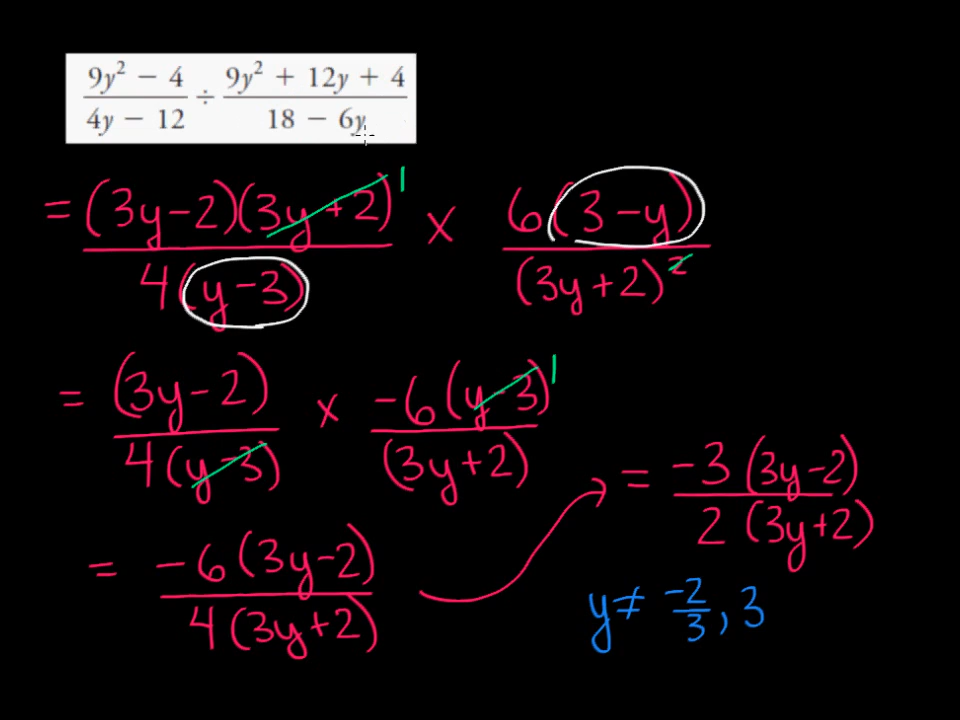 9y² − 4 / 4y − 12 ÷ 9y² + 12y + 4 / 18 − 6y
= (3y−2)(3y+2)¹ / 4(y−3) × 6(3−y) / (3y+2)²
= (3y−2) / 4(y−3) × −6(y−3)¹ / (3y+2)
= −6(3y−2) / 4(3y+2)
= −3(3y−2) / 2(3y+2)
y ≠ −2/3, 3